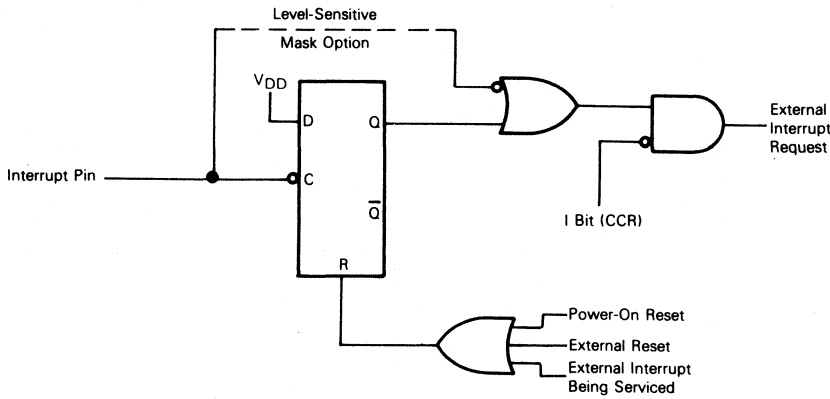 Level-Sensitive
Mask Option
VDD
D
Q
C
Q̅
R
Interrupt Pin
External
Interrupt
Request
I Bit (CCR)
Power-On Reset
External Reset
External Interrupt
Being Serviced